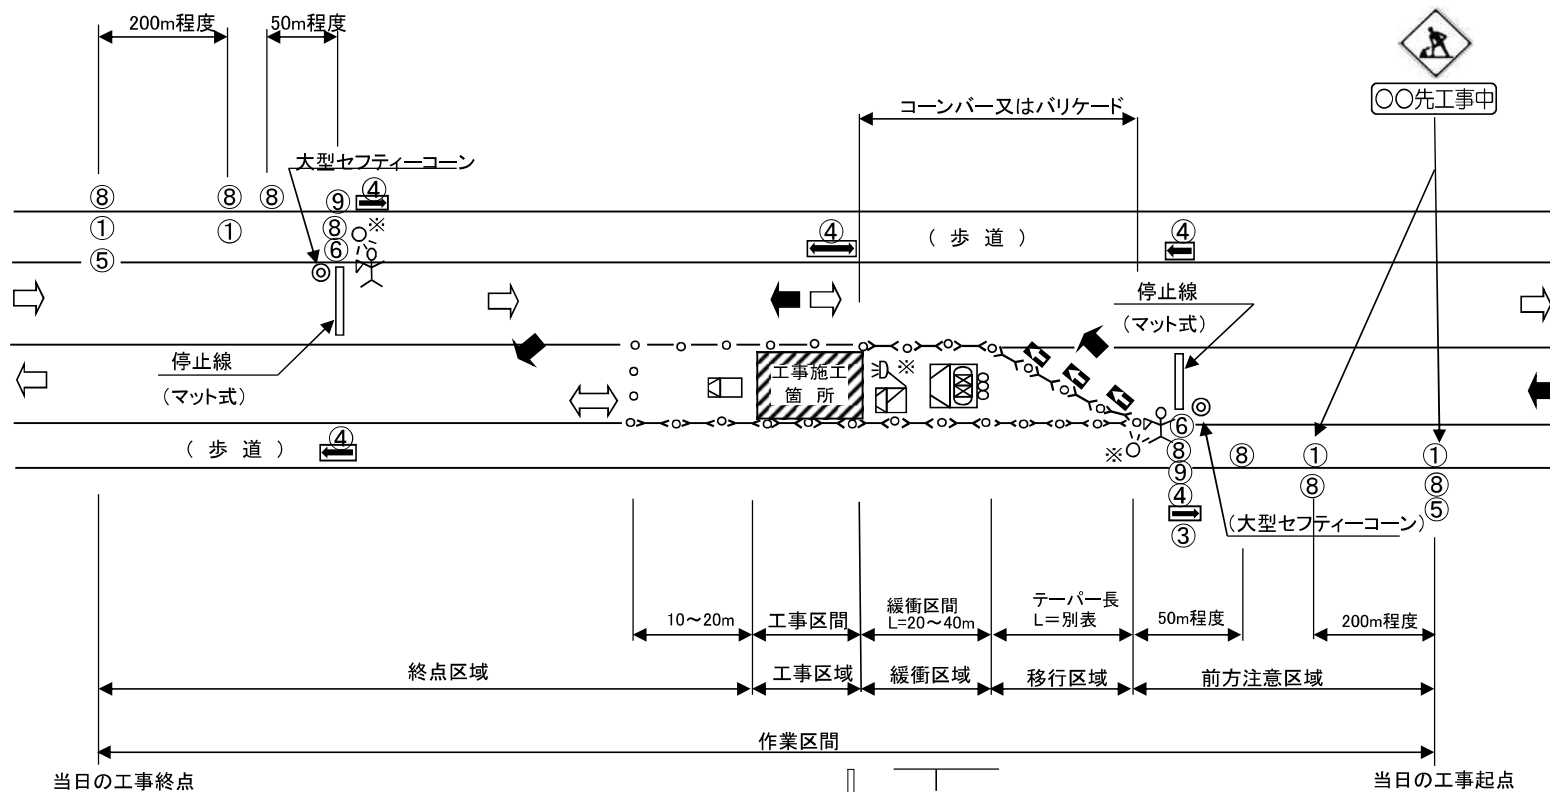 200m程度
50m程度
〇〇先工事中
コーンバー又はバリケード
大型セフティーコーン
⑧
⑧
⑧
⑨
④
①
①
⑧
※
⑤
⑥
④
(歩道)
④
停止線
(マット式)
停止線
(マット式)
工事施工
箇所
※
(歩道)
④
⑥
※
⑧
⑧
①
①
⑨
⑧
⑧
④
⑤
③
(大型セフティーコーン)
10～20m
工事区間
緩衝区間
L=20～40m
テーパー長
L=別表
50m程度
200m程度
終点区域
工事区域
緩衝区域
移行区域
前方注意区域
作業区間
当日の工事終点
当日の工事起点